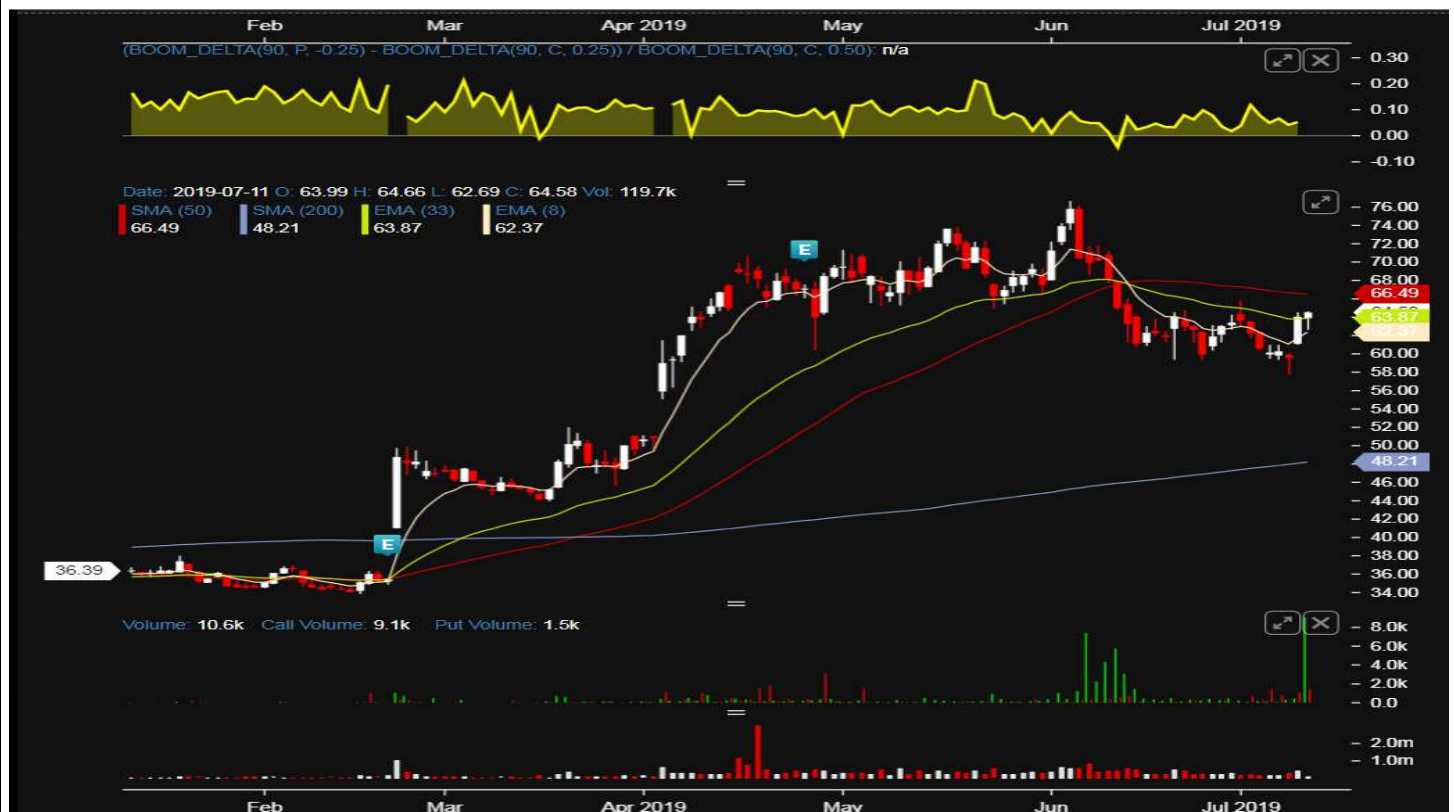 Feb Mar Apr 2019 May Jun Jul 2019
(BOOM_DELTA(90, P, -0.25) - BOOM_DELTA(90, C, 0.25)) / BOOM_DELTA(90, C, 0.50): n/a
0.30
0.20
0.10
0.00
-0.10
Date: 2019-07-11 O: 63.99 H: 64.66 L: 62.69 C: 64.58 Vol: 119.7k
SMA (50) SMA (200) EMA (33) EMA (8)
66.49 48.21 63.87 62.37
E
E
76.00
74.00
72.00
70.00
68.00
66.49
63.87
62.37
60.00
58.00
56.00
54.00
52.00
50.00
48.21
46.00
44.00
42.00
40.00
38.00
36.00
34.00
36.39
Volume: 10.6k Call Volume: 9.1k Put Volume: 1.5k
8.0k
6.0k
4.0k
2.0k
0.0
2.0m
1.0m
Feb Mar Apr 2019 May Jun Jul 2019